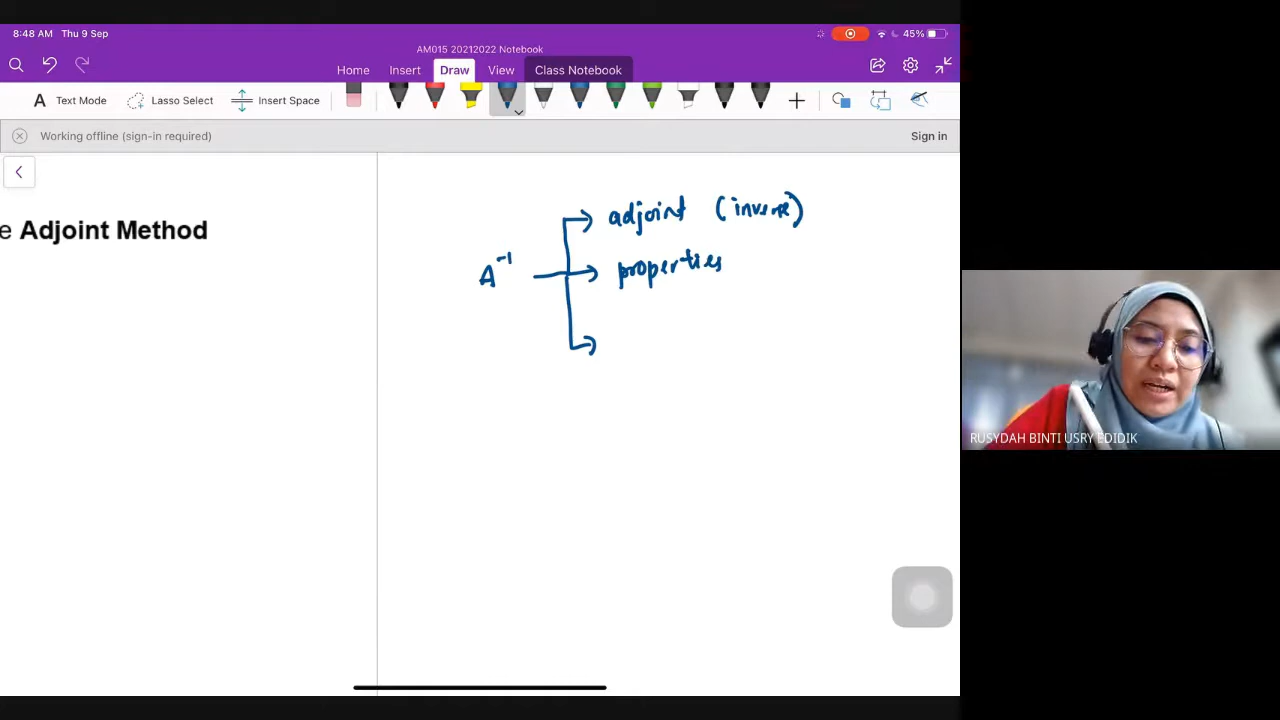 8:48 AM Thu 9 Sep
45%
AM015 20212022 Notebook
Home Insert Draw View Class Notebook
A Text Mode Lasso Select Insert Space
Working offline (sign-in required) Sign in
e Adjoint Method
adjoint (inverse)
A⁻¹
properties
RUSYDAH BINTI USRY EDIDIK